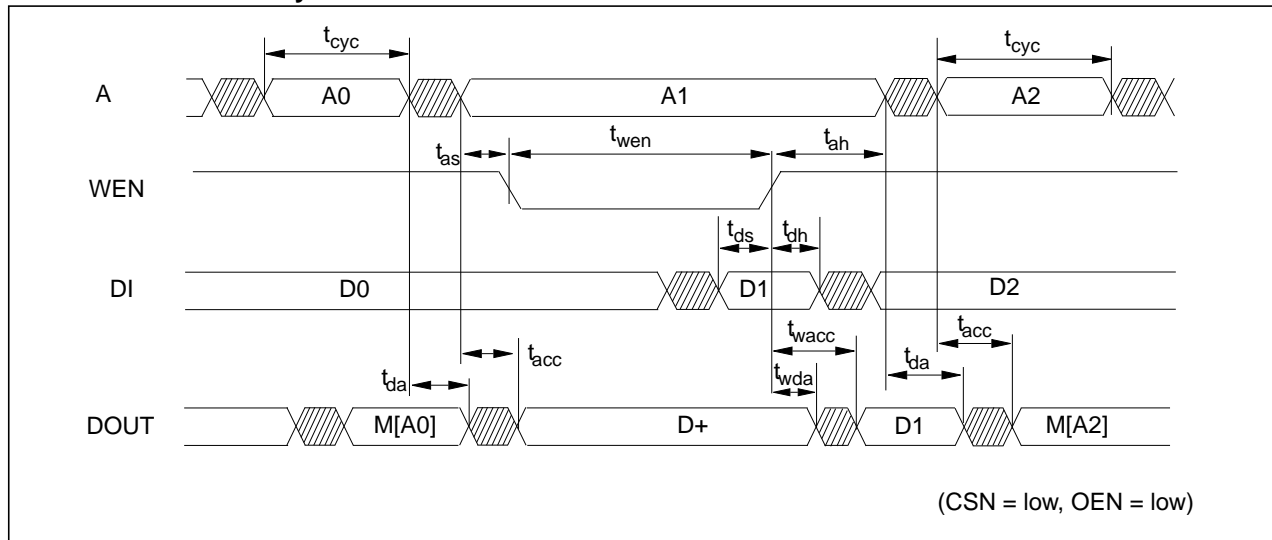 tcyc
tcyc
A
A0
A1
A2
tas
twen
tah
WEN
tds
tdh
DI
D0
D1
D2
twacc
tacc
tacc
tda
twda
tda
DOUT
M[A0]
D+
D1
M[A2]
(CSN = low, OEN = low)